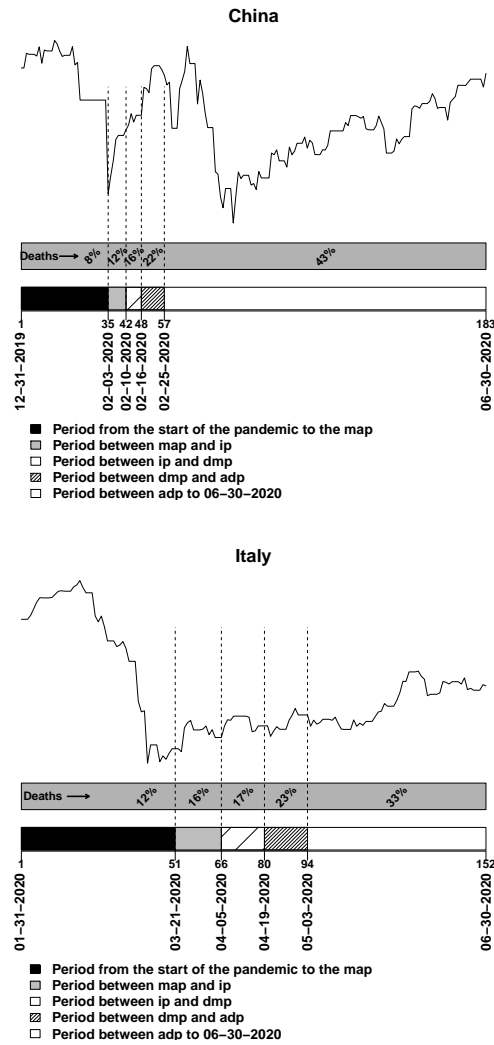 China
Deaths
8%
12%
16%
22%
43%
1 35 42 48 57 183
12−31−2019
02−03−2020
02−10−2020
02−16−2020
02−25−2020
06−30−2020
Period from the start of the pandemic to the map
Period between map and ip
Period between ip and dmp
Period between dmp and adp
Period between adp to 06−30−2020
Italy
Deaths
12%
16%
17%
23%
33%
1 51 66 80 94 152
01−31−2020
03−21−2020
04−05−2020
04−19−2020
05−03−2020
06−30−2020
Period from the start of the pandemic to the map
Period between map and ip
Period between ip and dmp
Period between dmp and adp
Period between adp to 06−30−2020